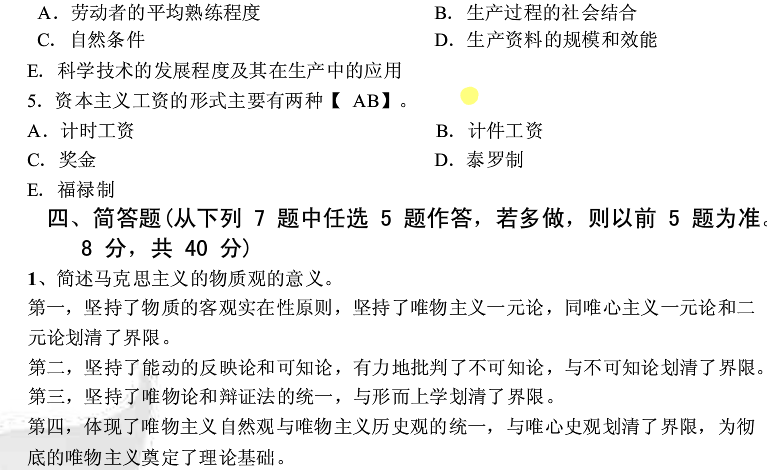 A．劳动者的平均熟练程度 B．生产过程的社会结合
C．自然条件 D．生产资料的规模和效能
E．科学技术的发展程度及其在生产中的应用
5．资本主义工资的形式主要有两种【 AB】。
A．计时工资 B．计件工资
C．奖金 D．泰罗制
E．福禄制
四、简答题(从下列 7 题中任选 5 题作答，若多做，则以前 5 题为准。
8 分，共 40 分)
1、简述马克思主义的物质观的意义。
第一，坚持了物质的客观实在性原则，坚持了唯物主义一元论，同唯心主义一元论和二
元论划清了界限。
第二，坚持了能动的反映论和可知论，有力地批判了不可知论，与不可知论划清了界限。
第三，坚持了唯物论和辩证法的统一，与形而上学划清了界限。
第四，体现了唯物主义自然观与唯物主义历史观的统一，与唯心史观划清了界限，为彻
底的唯物主义奠定了理论基础。